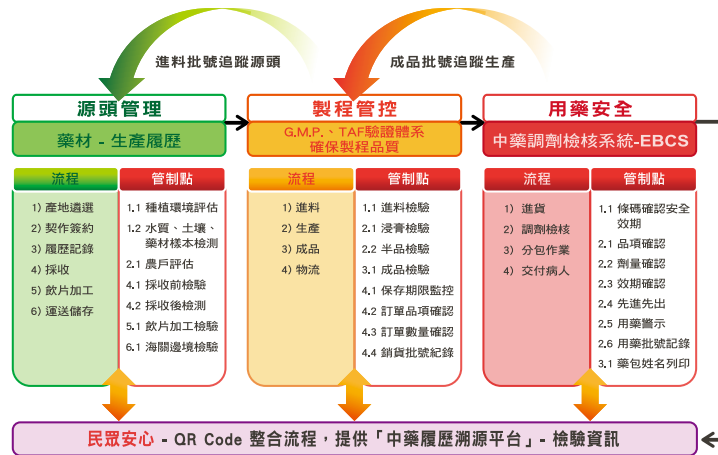 進料批號追蹤源頭
成品批號追蹤生產
源頭管理
藥材 - 生產履歷
流程
1) 產地遴選
2) 契作簽約
3) 履歷記錄
4) 採收
5) 飲片加工
6) 運送儲存
管制點
1.1 種植環境評估
1.2 水質、土壤、
藥材樣本檢測
2.1 農戶評估
4.1 採收前檢驗
4.2 採收後檢測
5.1 飲片加工檢驗
6.1 海關邊境檢驗
製程管控
G.M.P.、TAF驗證體系
確保製程品質
流程
1) 進料
2) 生產
3) 成品
4) 物流
管制點
1.1 進料檢驗
2.1 浸膏檢驗
2.2 半品檢驗
3.1 成品檢驗
4.1 保存期限監控
4.2 訂單品項確認
4.3 訂單數量確認
4.4 銷貨批號紀錄
用藥安全
中藥調劑檢核系統-EBCS
流程
1) 進貨
2) 調劑檢核
3) 分包作業
4) 交付病人
管制點
1.1 條碼確認安全
效期
2.1 品項確認
2.2 劑量確認
2.3 效期確認
2.4 先進先出
2.5 用藥警示
2.6 用藥批號記錄
3.1 藥包姓名列印
民眾安心 - QR Code 整合流程，提供「中藥履歷溯源平台」- 檢驗資訊